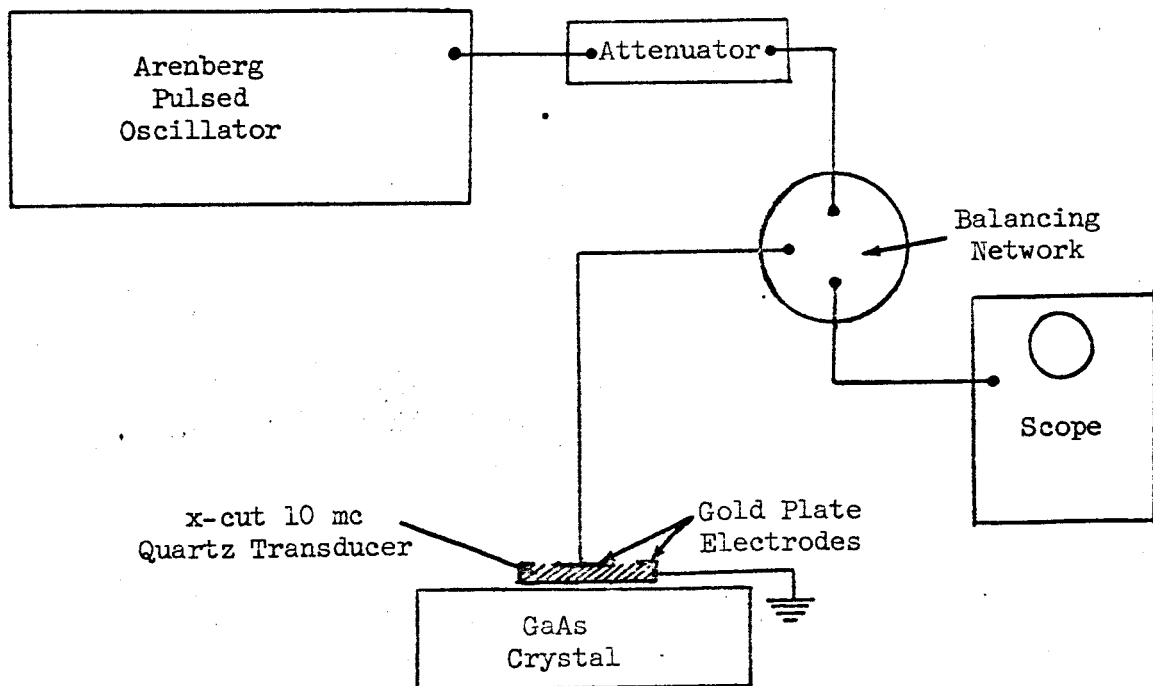 Arenberg
Pulsed
Oscillator
Attenuator
Balancing
Network
Scope
x-cut 10 mc
Quartz Transducer
Gold Plate
Electrodes
GaAs
Crystal